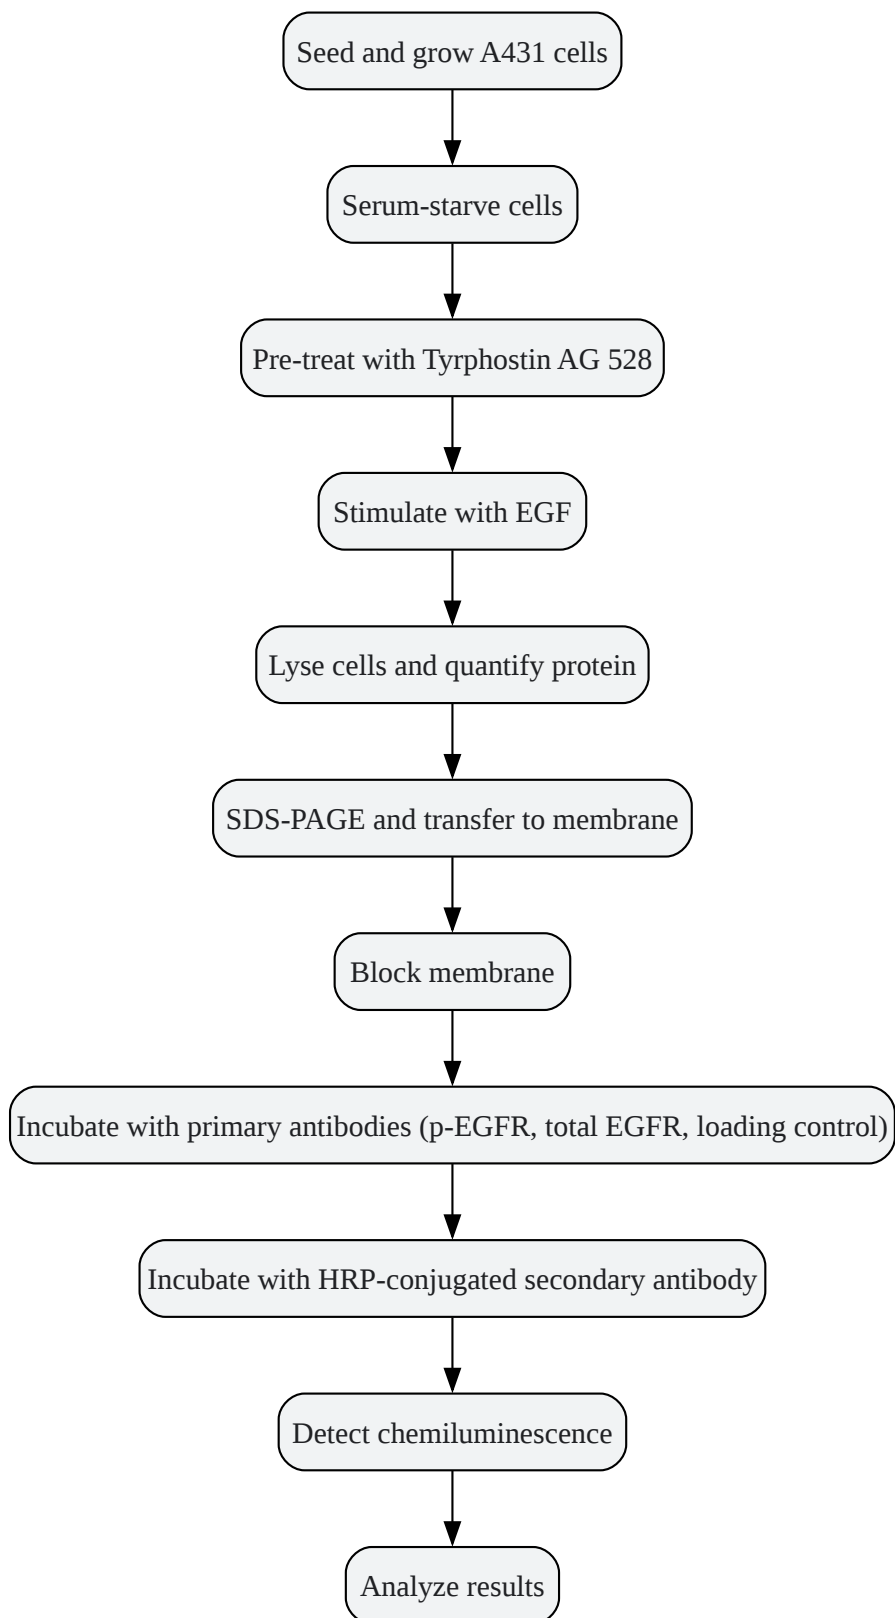 Seed and grow A431 cells
Serum-starve cells
Pre-treat with Tyrphostin AG 528
Stimulate with EGF
Lyse cells and quantify protein
SDS-PAGE and transfer to membrane
Block membrane
Incubate with primary antibodies (p-EGFR, total EGFR, loading control)
Incubate with HRP-conjugated secondary antibody
Detect chemiluminescence
Analyze results